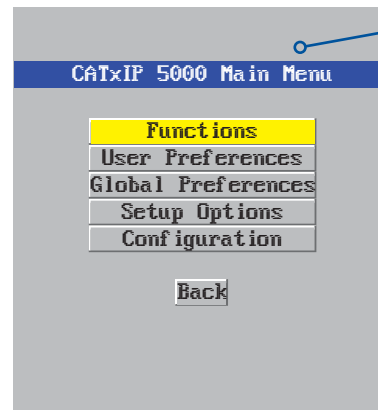 CATxIP 5000 Main Menu
Functions
User Preferences
Global Preferences
Setup Options
Configuration
Back